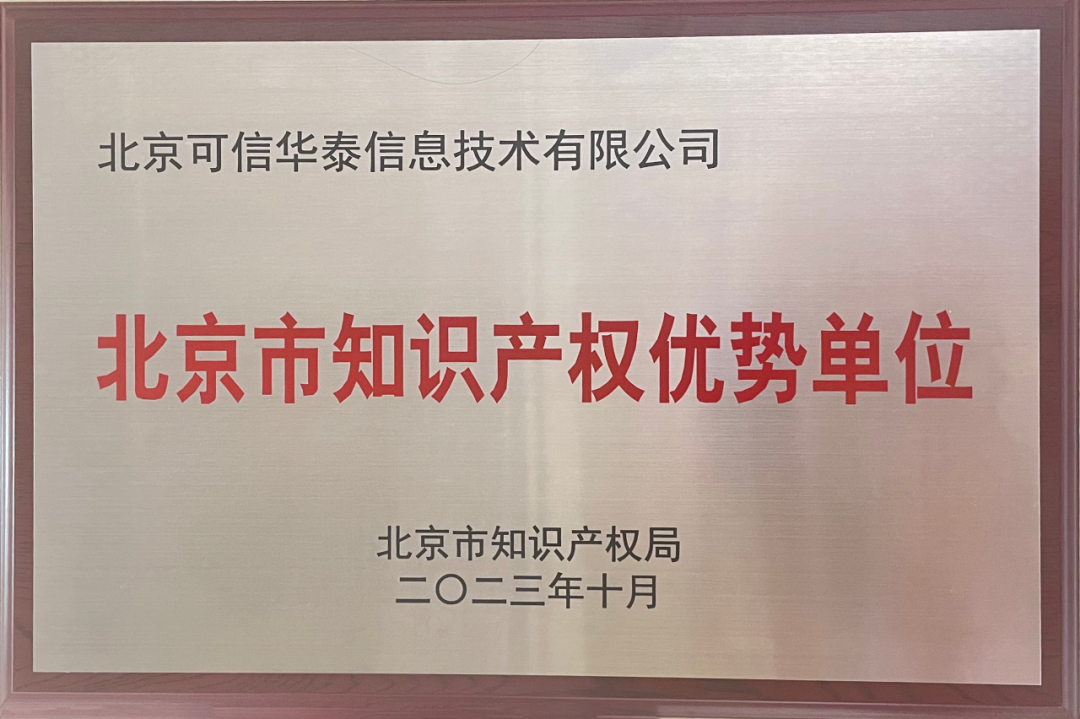 北京可信华泰信息技术有限公司
北京市知识产权优势单位
北京市知识产权局
二〇二三年十月